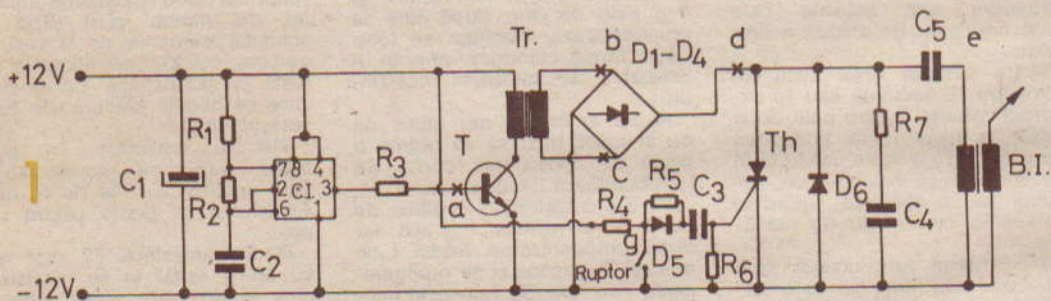 Tr.
b
D1-D4
d
C5
e
+12V
R1
7 8 4
2 C.I. 3
6 1
R2
C1
C2
R3
a
T
c
R4
g
R5
D5
C3
Ruptor
R6
Th
D6
R7
C4
B.I.
-12V
1